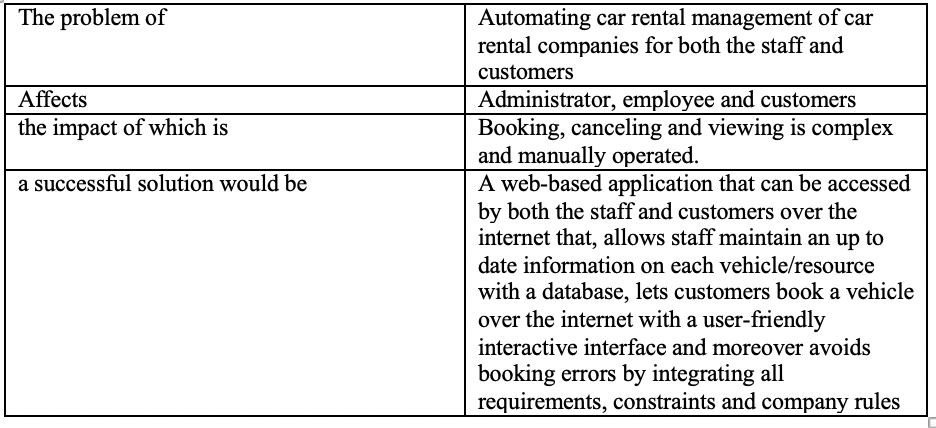 The problem of
Automating car rental management of car
rental companies for both the staff and
customers
Affects
Administrator, employee and customers
the impact of which is
Booking, canceling and viewing is complex
and manually operated.
a successful solution would be
A web-based application that can be accessed
by both the staff and customers over the
internet that, allows staff maintain an up to
date information on each vehicle/resource
with a database, lets customers book a vehicle
over the internet with a user-friendly
interactive interface and moreover avoids
booking errors by integrating all
requirements, constraints and company rules